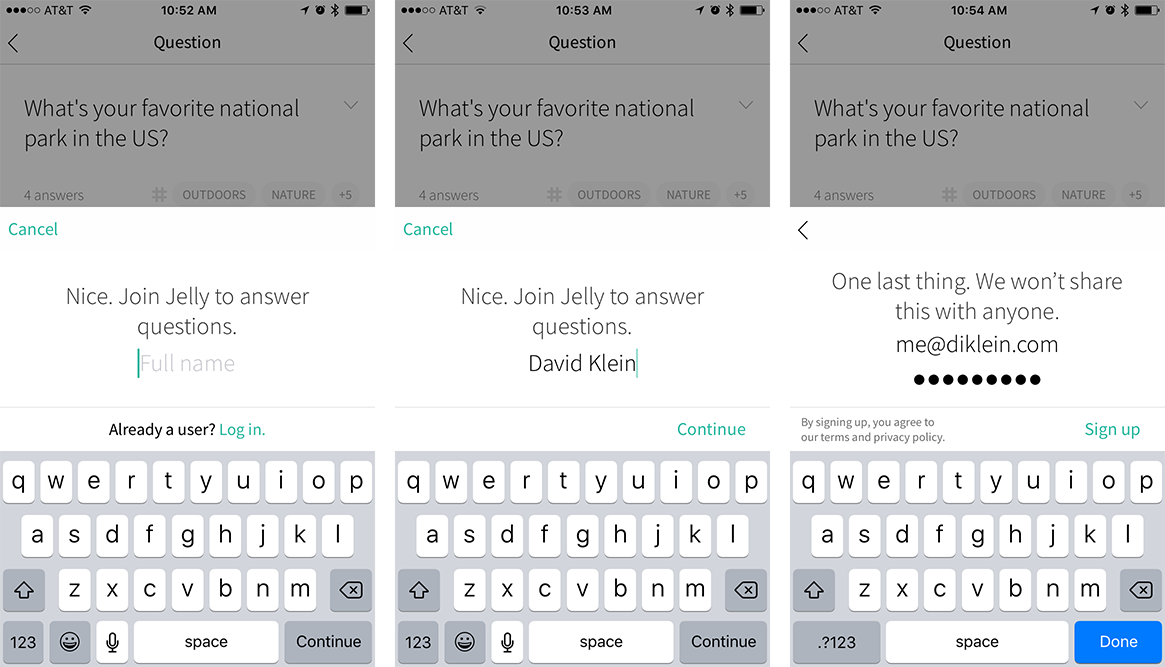 AT&T 10:52 AM
Question
What's your favorite national
park in the US?
4 answers # OUTDOORS NATURE +5
Cancel
Nice. Join Jelly to answer
questions.
Full name
Already a user? Log in.
q w e r t y u i o p
a s d f g h j k l
z x c v b n m
123 space Continue
AT&T 10:53 AM
Question
What's your favorite national
park in the US?
4 answers # OUTDOORS NATURE +5
Cancel
Nice. Join Jelly to answer
questions.
David Klein
Continue
q w e r t y u i o p
a s d f g h j k l
z x c v b n m
123 space Continue
AT&T 10:54 AM
Question
What's your favorite national
park in the US?
4 answers # OUTDOORS NATURE +5
One last thing. We won’t share
this with anyone.
me@diklein.com
●●●●●●●●●
By signing up, you agree to
our terms and privacy policy.
Sign up
q w e r t y u i o p
a s d f g h j k l
z x c v b n m
.?123 space Done